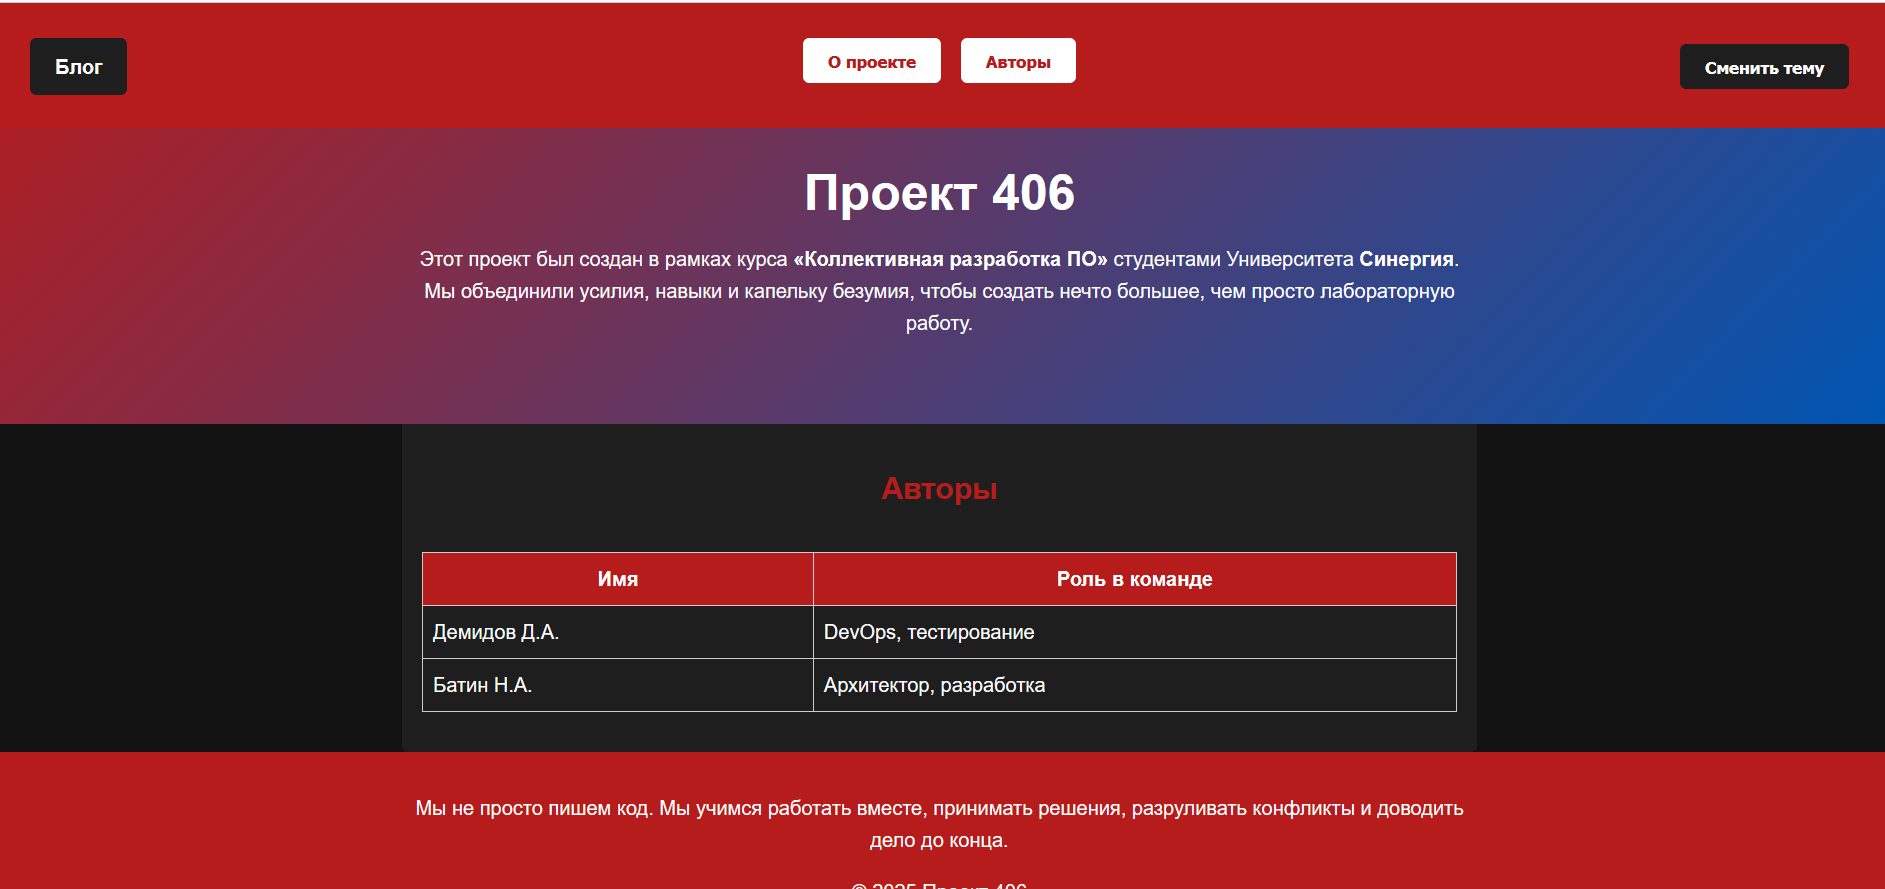 Блог
О проекте
Авторы
Сменить тему
Проект 406
Этот проект был создан в рамках курса «Коллективная разработка ПО» студентами Университета Синергия.
Мы объединили усилия, навыки и капельку безумия, чтобы создать нечто большее, чем просто лабораторную
работу.
Авторы
Имя Роль в команде
Демидов Д.А. DevOps, тестирование
Батин Н.А. Архитектор, разработка
Мы не просто пишем код. Мы учимся работать вместе, принимать решения, разруливать конфликты и доводить
дело до конца.
© 2025 Проект 406